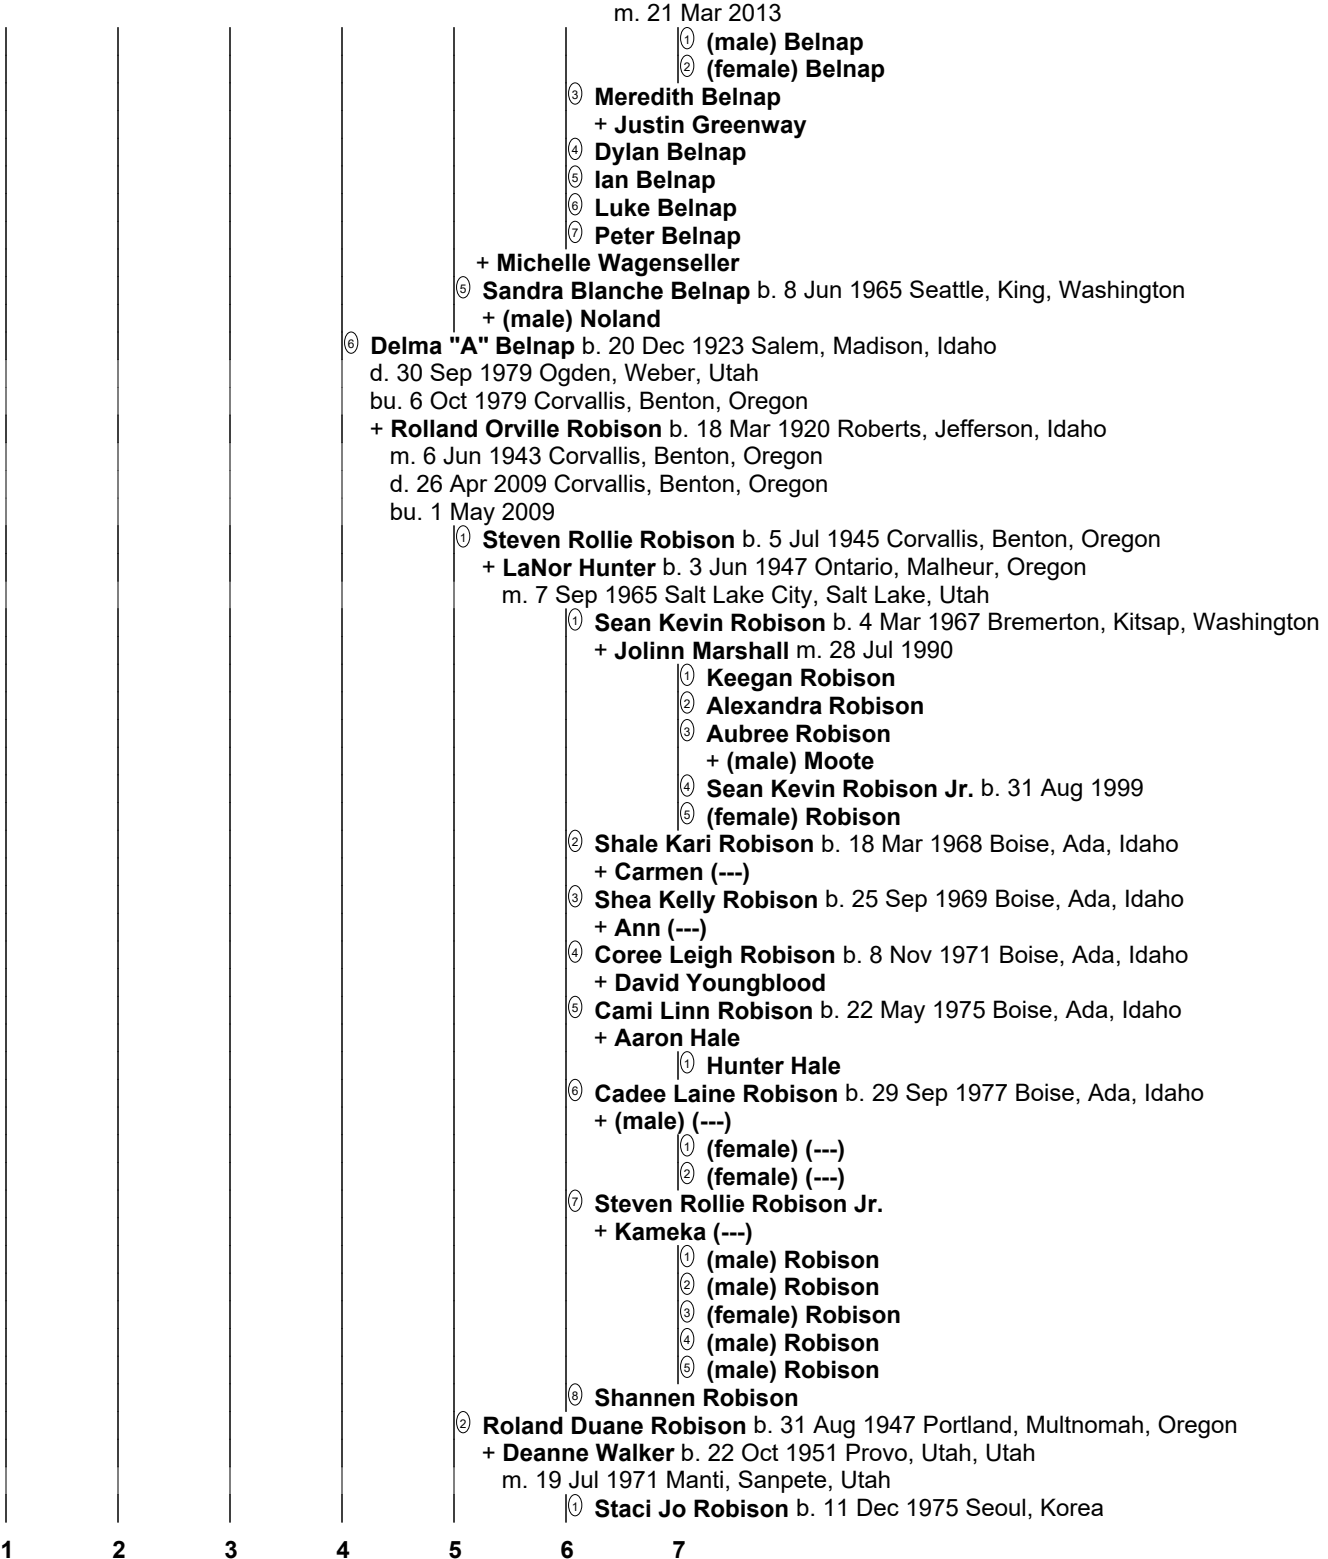 m. 21 Mar 2013
① (male) Belnap
② (female) Belnap
③ Meredith Belnap
+ Justin Greenway
④ Dylan Belnap
⑤ Ian Belnap
⑥ Luke Belnap
⑦ Peter Belnap
+ Michelle Wagenseller
⑤ Sandra Blanche Belnap b. 8 Jun 1965 Seattle, King, Washington
+ (male) Noland
⑥ Delma "A" Belnap b. 20 Dec 1923 Salem, Madison, Idaho
d. 30 Sep 1979 Ogden, Weber, Utah
bu. 6 Oct 1979 Corvallis, Benton, Oregon
+ Rolland Orville Robison b. 18 Mar 1920 Roberts, Jefferson, Idaho
m. 6 Jun 1943 Corvallis, Benton, Oregon
d. 26 Apr 2009 Corvallis, Benton, Oregon
bu. 1 May 2009
① Steven Rollie Robison b. 5 Jul 1945 Corvallis, Benton, Oregon
+ LaNor Hunter b. 3 Jun 1947 Ontario, Malheur, Oregon
m. 7 Sep 1965 Salt Lake City, Salt Lake, Utah
① Sean Kevin Robison b. 4 Mar 1967 Bremerton, Kitsap, Washington
+ Jolinn Marshall m. 28 Jul 1990
① Keegan Robison
② Alexandra Robison
③ Aubree Robison
+ (male) Moote
④ Sean Kevin Robison Jr. b. 31 Aug 1999
⑤ (female) Robison
② Shale Kari Robison b. 18 Mar 1968 Boise, Ada, Idaho
+ Carmen (---)
③ Shea Kelly Robison b. 25 Sep 1969 Boise, Ada, Idaho
+ Ann (---)
④ Coree Leigh Robison b. 8 Nov 1971 Boise, Ada, Idaho
+ David Youngblood
⑤ Cami Linn Robison b. 22 May 1975 Boise, Ada, Idaho
+ Aaron Hale
① Hunter Hale
⑥ Cadee Laine Robison b. 29 Sep 1977 Boise, Ada, Idaho
+ (male) (---)
① (female) (---)
② (female) (---)
⑦ Steven Rollie Robison Jr.
+ Kameka (---)
① (male) Robison
② (male) Robison
③ (female) Robison
④ (male) Robison
⑤ (male) Robison
⑧ Shannen Robison
② Roland Duane Robison b. 31 Aug 1947 Portland, Multnomah, Oregon
+ Deanne Walker b. 22 Oct 1951 Provo, Utah, Utah
m. 19 Jul 1971 Manti, Sanpete, Utah
① Staci Jo Robison b. 11 Dec 1975 Seoul, Korea
1 2 3 4 5 6 7